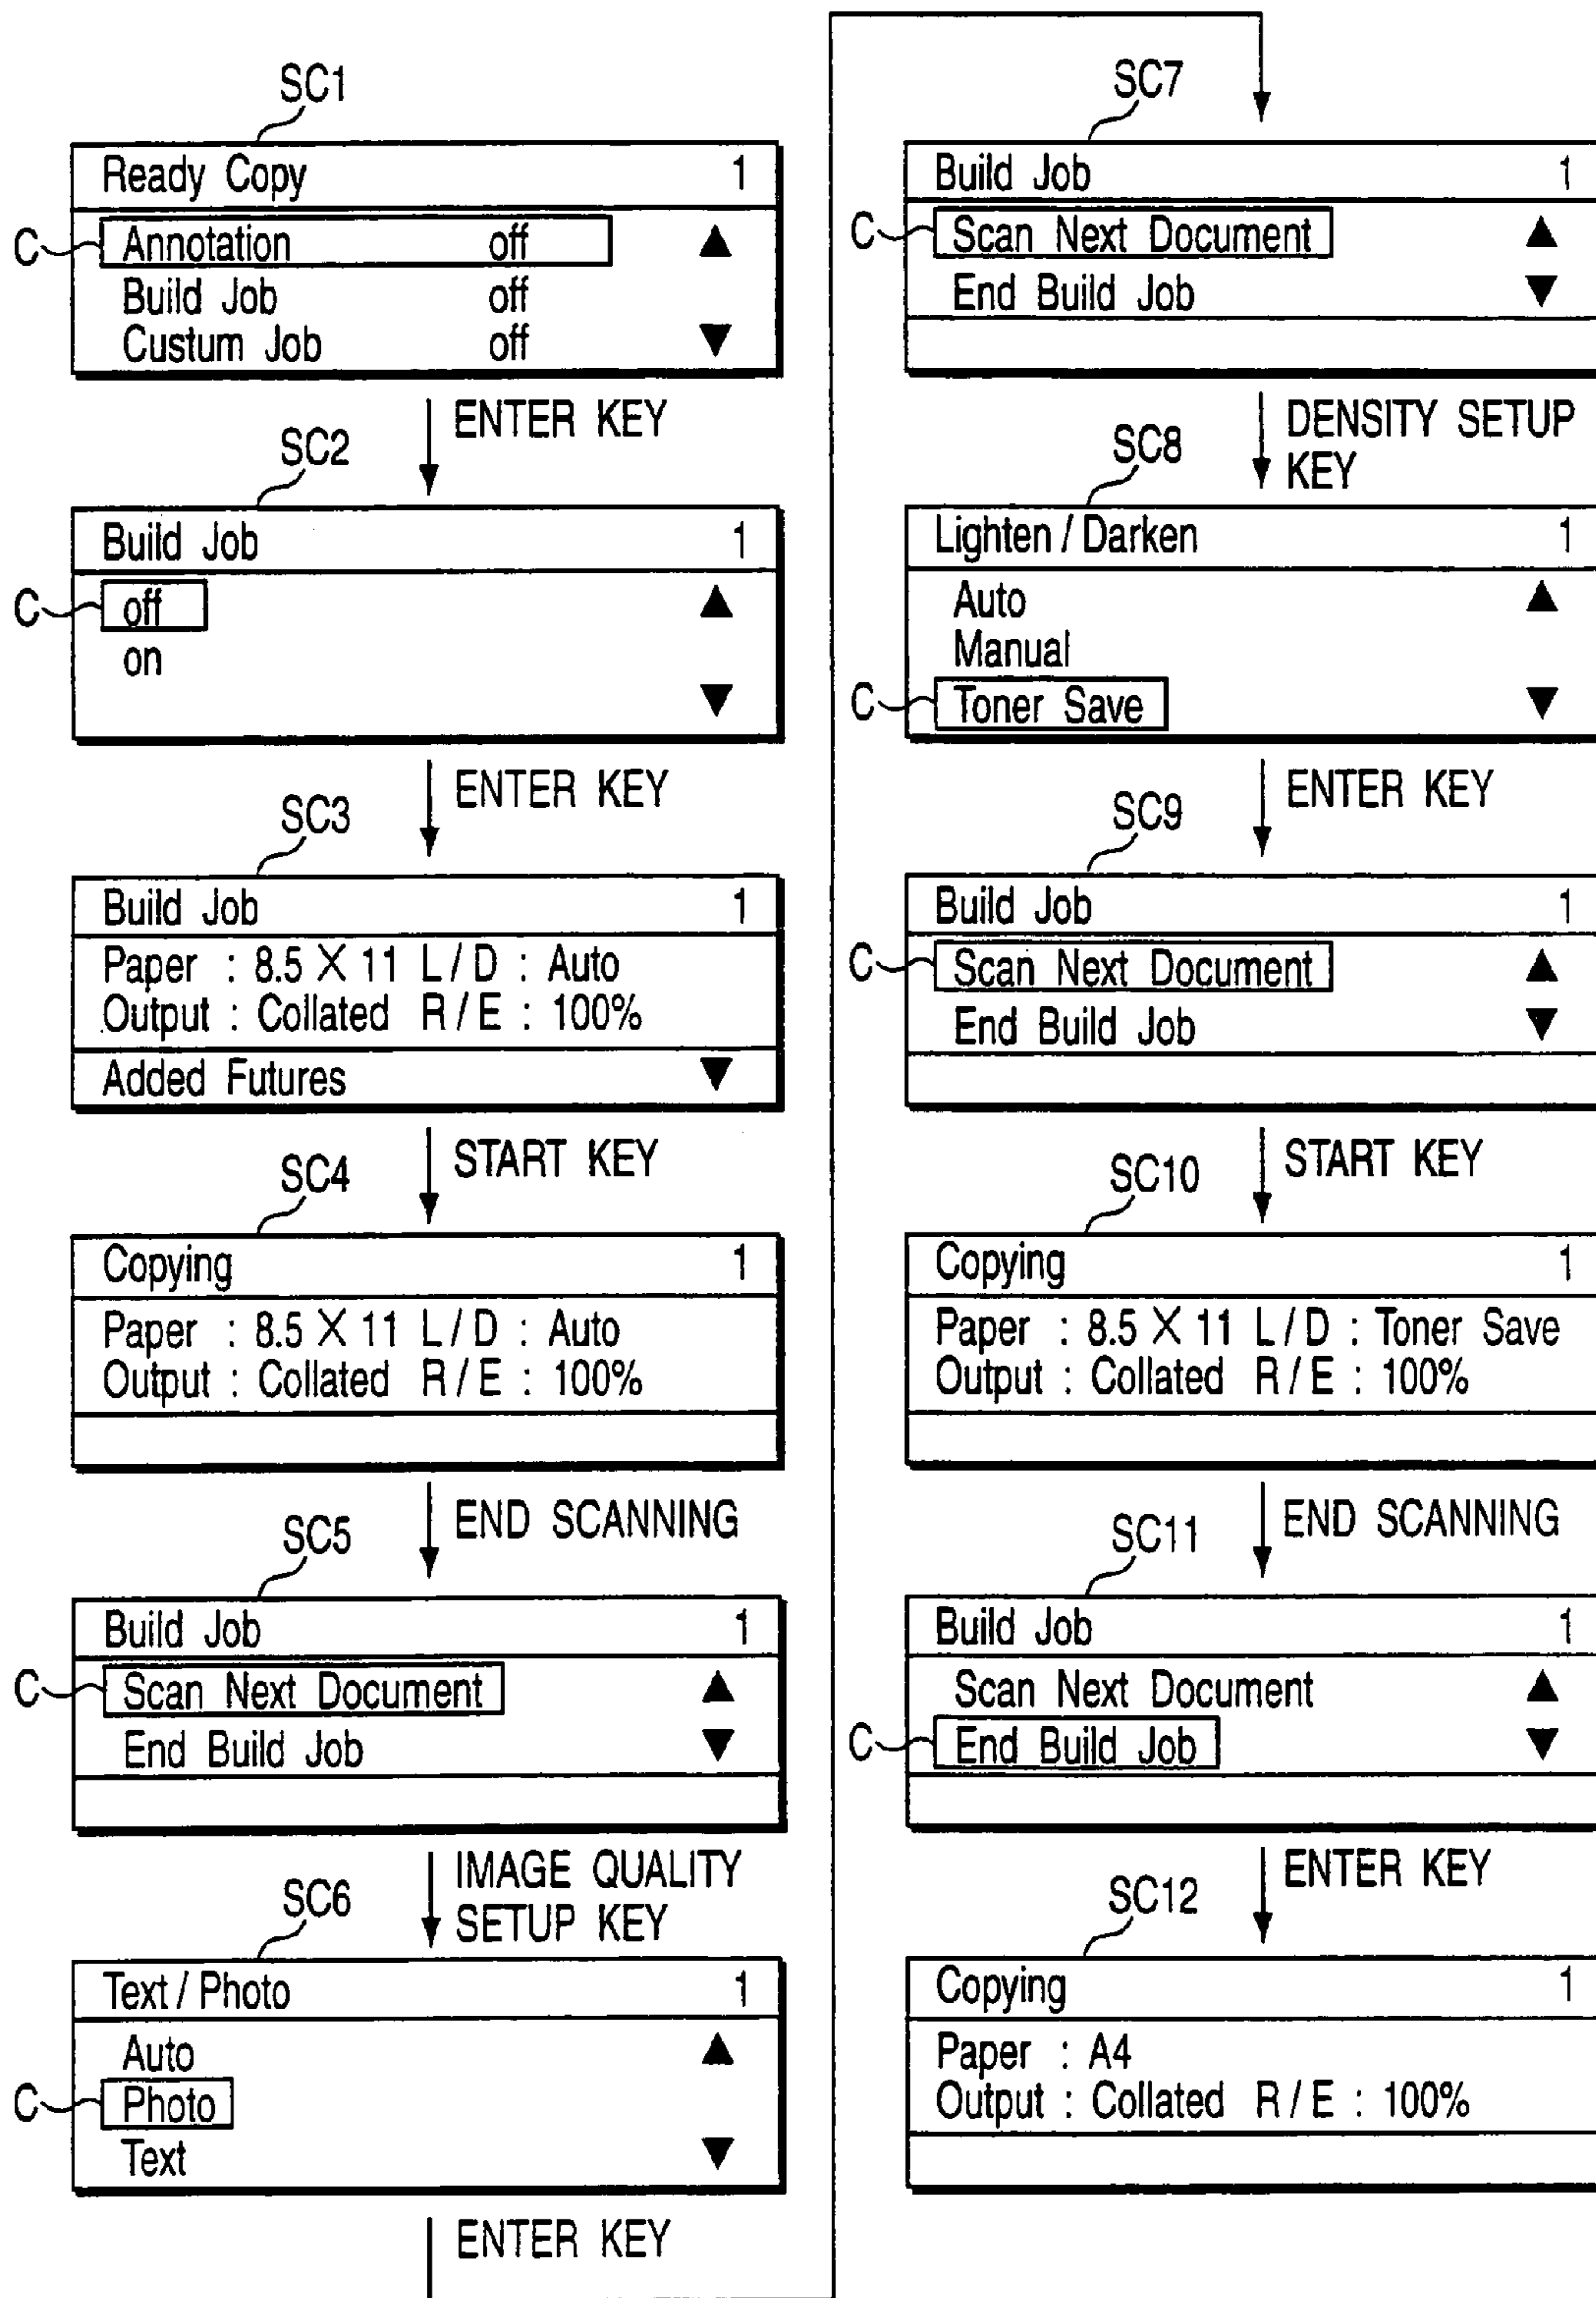 SC1
Ready Copy 1
C Annotation off ▲
Build Job off
Custum Job off ▼
ENTER KEY
SC2
Build Job 1
C off ▲
on
▼
ENTER KEY
SC3
Build Job 1
Paper : 8.5 X 11 L / D : Auto
Output : Collated R / E : 100%
Added Futures ▼
START KEY
SC4
Copying 1
Paper : 8.5 X 11 L / D : Auto
Output : Collated R / E : 100%
END SCANNING
SC5
Build Job 1
C Scan Next Document ▲
End Build Job ▼
IMAGE QUALITY
SETUP KEY
SC6
Text / Photo 1
Auto ▲
C Photo
Text ▼
ENTER KEY
SC7
Build Job 1
C Scan Next Document ▲
End Build Job ▼
DENSITY SETUP
KEY
SC8
Lighten / Darken 1
Auto ▲
Manual
C Toner Save ▼
ENTER KEY
SC9
Build Job 1
C Scan Next Document ▲
End Build Job ▼
START KEY
SC10
Copying 1
Paper : 8.5 X 11 L / D : Toner Save
Output : Collated R / E : 100%
END SCANNING
SC11
Build Job 1
Scan Next Document ▲
C End Build Job ▼
ENTER KEY
SC12
Copying 1
Paper : A4
Output : Collated R / E : 100%